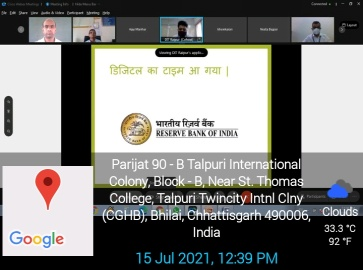 डिजिटल का टाइम आ गया |
भारतीय रिज़र्व बैंक
RESERVE BANK OF INDIA
Parijat 90 - B Talpuri International
Colony, Block - B, Near St. Thomas
College, Talpuri Twincity Intnl Clny
(CGHB), Bhilai, Chhattisgarh 490006,
India
Google
Clouds
33.3 °C
92 °F
15 Jul 2021, 12:39 PM